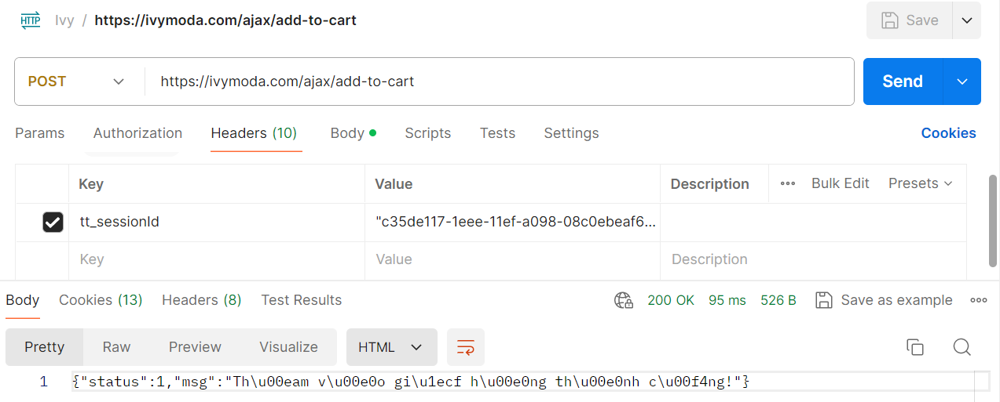 HTTP Ivy / https://ivymoda.com/ajax/add-to-cart Save
POST https://ivymoda.com/ajax/add-to-cart Send
Params Authorization Headers (10) Body Scripts Tests Settings Cookies
Key Value Description Bulk Edit Presets
tt_sessionId "c35de117-1eee-11ef-a098-08c0ebeaf6...
Key Value Description
Body Cookies (13) Headers (8) Test Results 200 OK 95 ms 526 B Save as example
Pretty Raw Preview Visualize HTML
1 {"status":1,"msg":"Th\u00eam v\u00e0o gi\u1ecf h\u00e0ng th\u00e0nh c\u00f4ng!"}